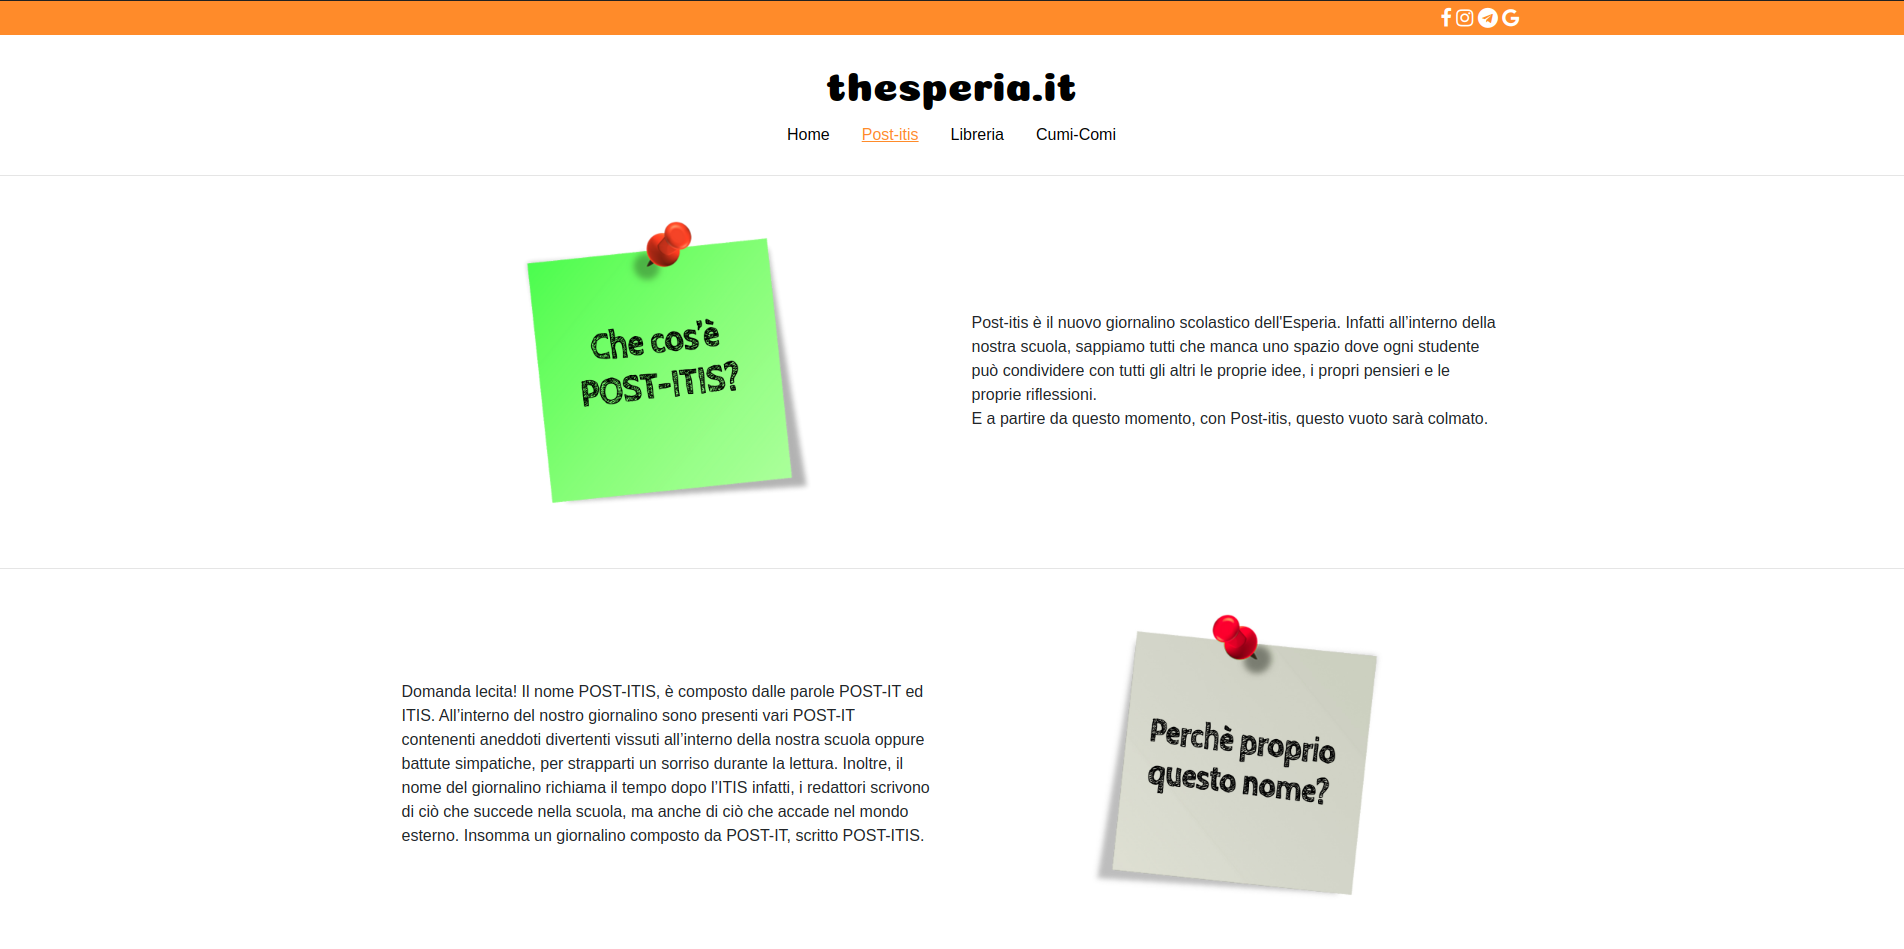 thesperia.it
Home Post-itis Libreria Cumi-Comi
Che cos'è
POST-ITIS?
Post-itis è il nuovo giornalino scolastico dell'Esperia. Infatti all’interno della
nostra scuola, sappiamo tutti che manca uno spazio dove ogni studente
può condividere con tutti gli altri le proprie idee, i propri pensieri e le
proprie riflessioni.
E a partire da questo momento, con Post-itis, questo vuoto sarà colmato.
Domanda lecita! Il nome POST-ITIS, è composto dalle parole POST-IT ed
ITIS. All’interno del nostro giornalino sono presenti vari POST-IT
contenenti aneddoti divertenti vissuti all’interno della nostra scuola oppure
battute simpatiche, per strapparti un sorriso durante la lettura. Inoltre, il
nome del giornalino richiama il tempo dopo l’ITIS infatti, i redattori scrivono
di ciò che succede nella scuola, ma anche di ciò che accade nel mondo
esterno. Insomma un giornalino composto da POST-IT, scritto POST-ITIS.
Perchè proprio
questo nome?